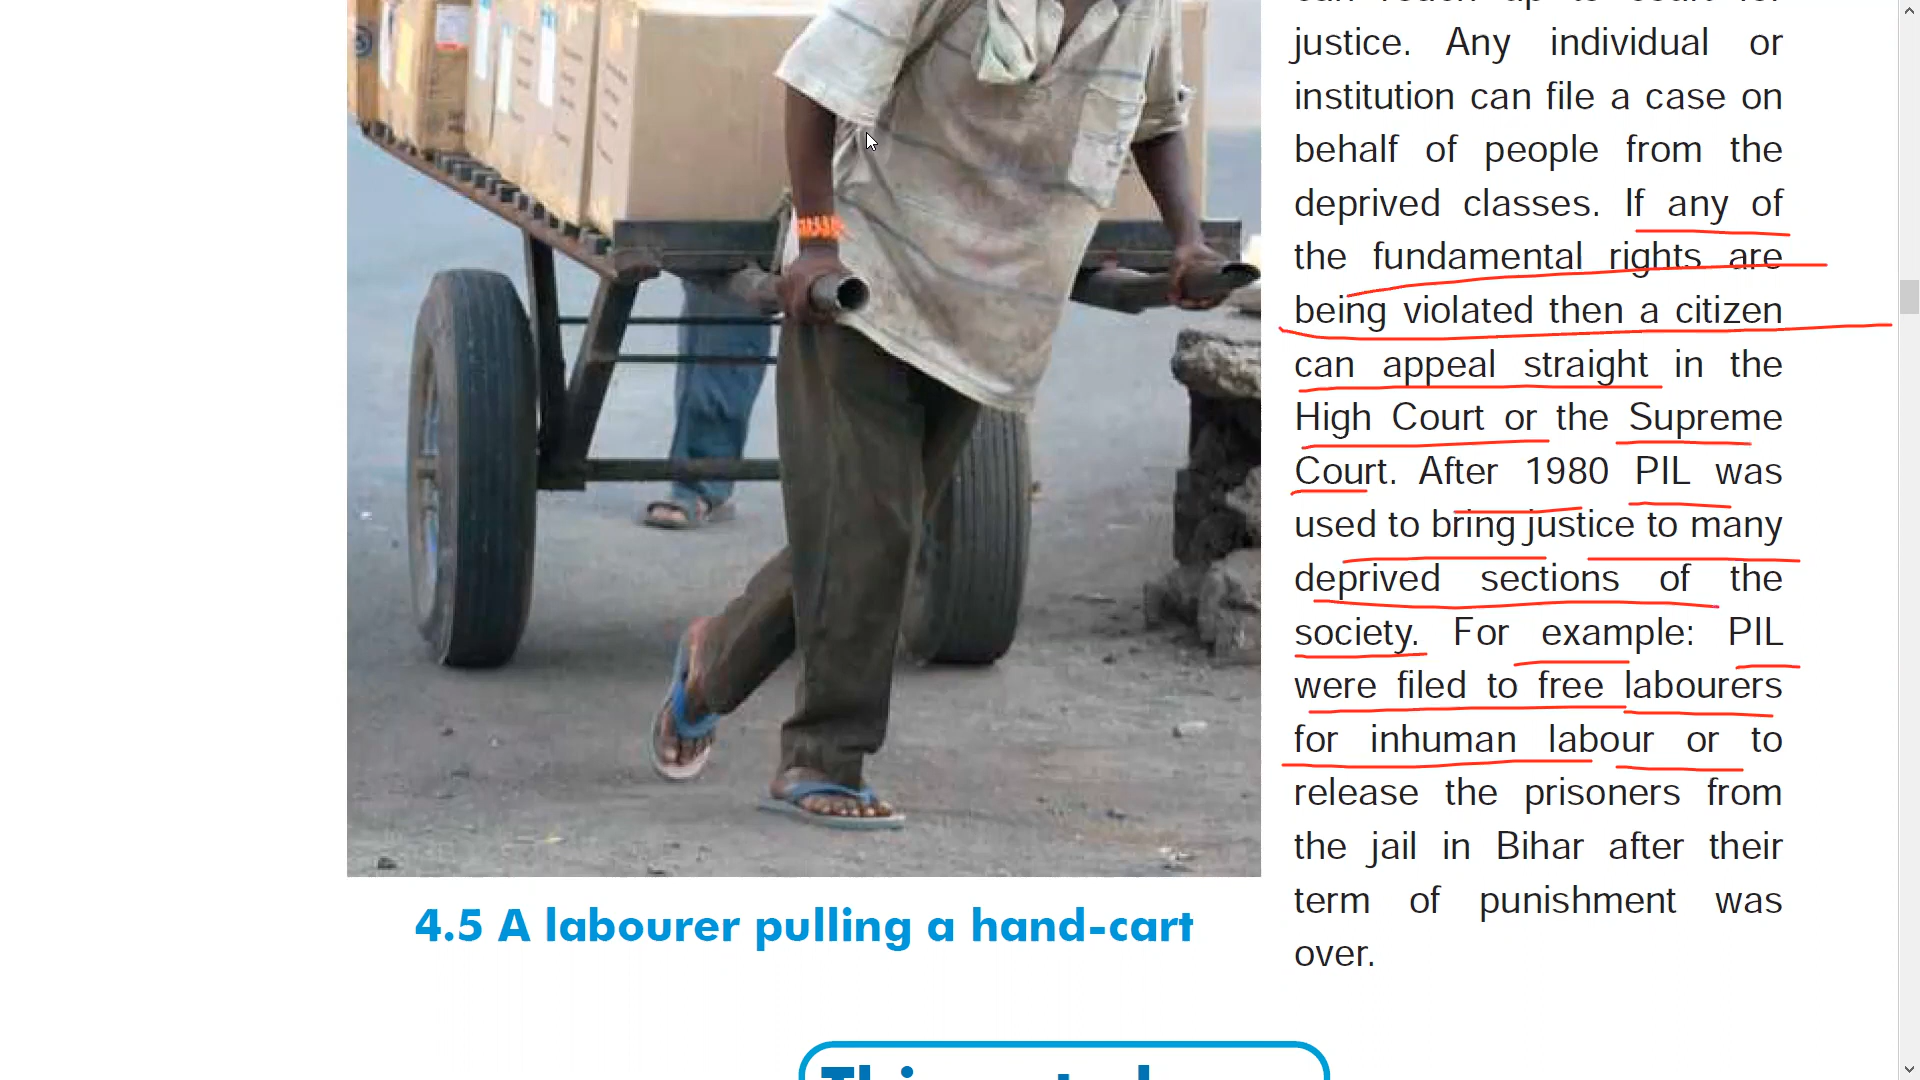 justice. Any individual or
institution can file a case on
behalf of people from the
deprived classes. If any of
the fundamental rights are
being violated then a citizen
can appeal straight in the
High Court or the Supreme
Court. After 1980 PIL was
used to bring justice to many
deprived sections of the
society. For example: PIL
were filed to free labourers
for inhuman labour or to
release the prisoners from
the jail in Bihar after their
term of punishment was
over.
4.5 A labourer pulling a hand-cart